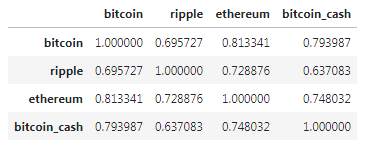 bitcoin ripple ethereum bitcoin_cash
bitcoin 1.000000 0.695727 0.813341 0.793987
ripple 0.695727 1.000000 0.728876 0.637083
ethereum 0.813341 0.728876 1.000000 0.748032
bitcoin_cash 0.793987 0.637083 0.748032 1.000000